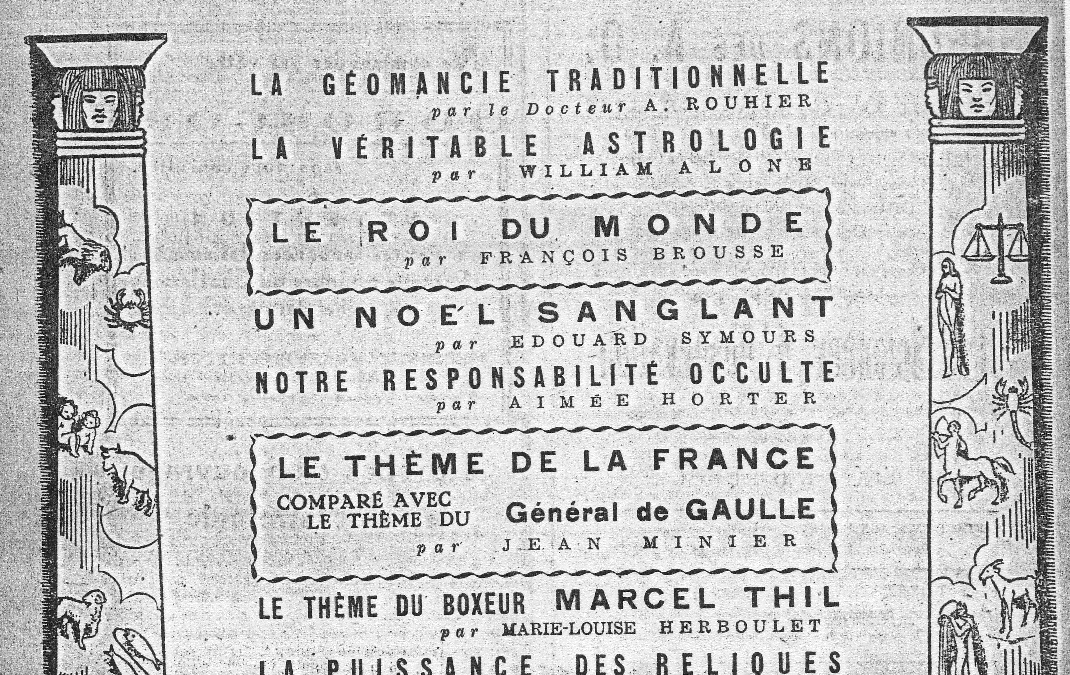 LA GÉOMANCIE TRADITIONNELLE
par le Docteur A. ROUHIER
LA VÉRITABLE ASTROLOGIE
par WILLIAM ALONE
LE ROI DU MONDE
par FRANÇOIS BROUSSE
UN NOËL SANGLANT
par EDOUARD SYMOURS
NOTRE RESPONSABILITÉ OCCULTE
par AIMÉE HORTER
LE THÈME DE LA FRANCE
COMPARÉ AVEC
LE THÈME DU Général de GAULLE
par JEAN MINIER
LE THÈME DU BOXEUR MARCEL THIL
par MARIE-LOUISE HERBOULET
LA PUISSANCE DES RELIQUES